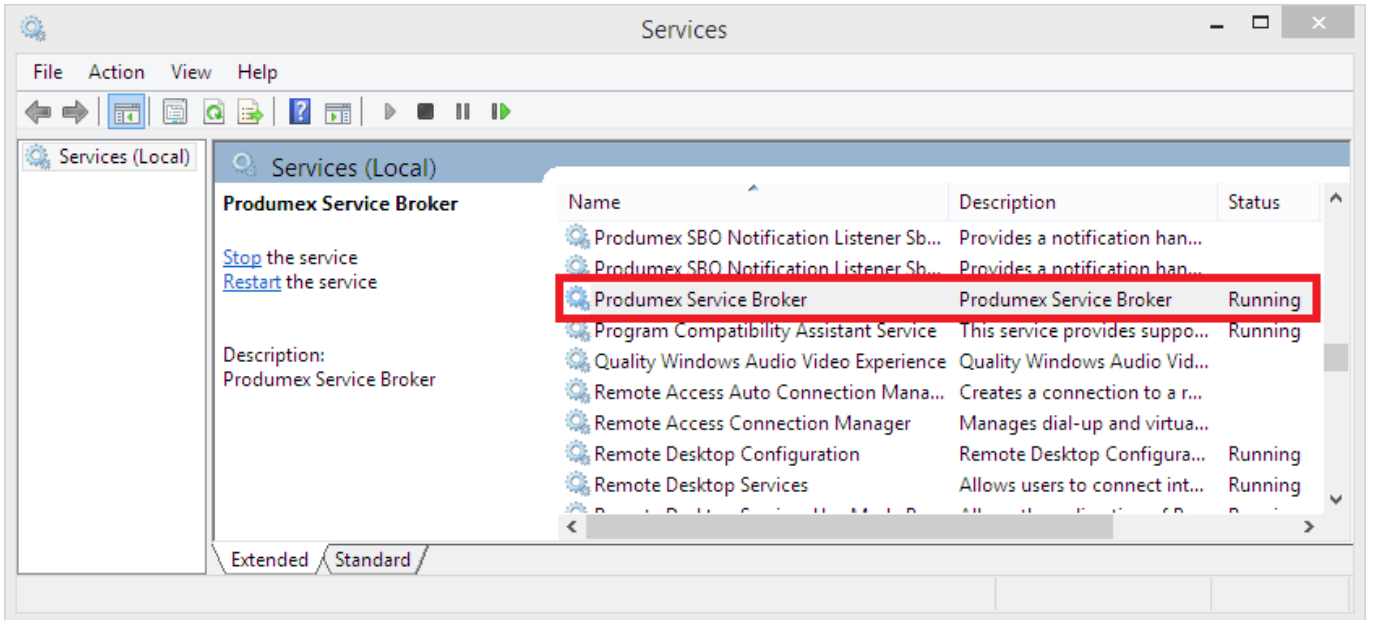 Services
File Action View Help
Services (Local)
Services (Local)
Produmex Service Broker
Stop the service
Restart the service
Description:
Produmex Service Broker
Name Description Status
Produmex SBO Notification Listener Sb... Provides a notification han...
Produmex SBO Notification Listener Sb... Provides a notification han...
Produmex Service Broker Produmex Service Broker Running
Program Compatibility Assistant Service This service provides suppo... Running
Quality Windows Audio Video Experience Quality Windows Audio Vid...
Remote Access Auto Connection Mana... Creates a connection to a r...
Remote Access Connection Manager Manages dial-up and virtua...
Remote Desktop Configuration Remote Desktop Configura... Running
Remote Desktop Services Allows users to connect int... Running
Extended Standard